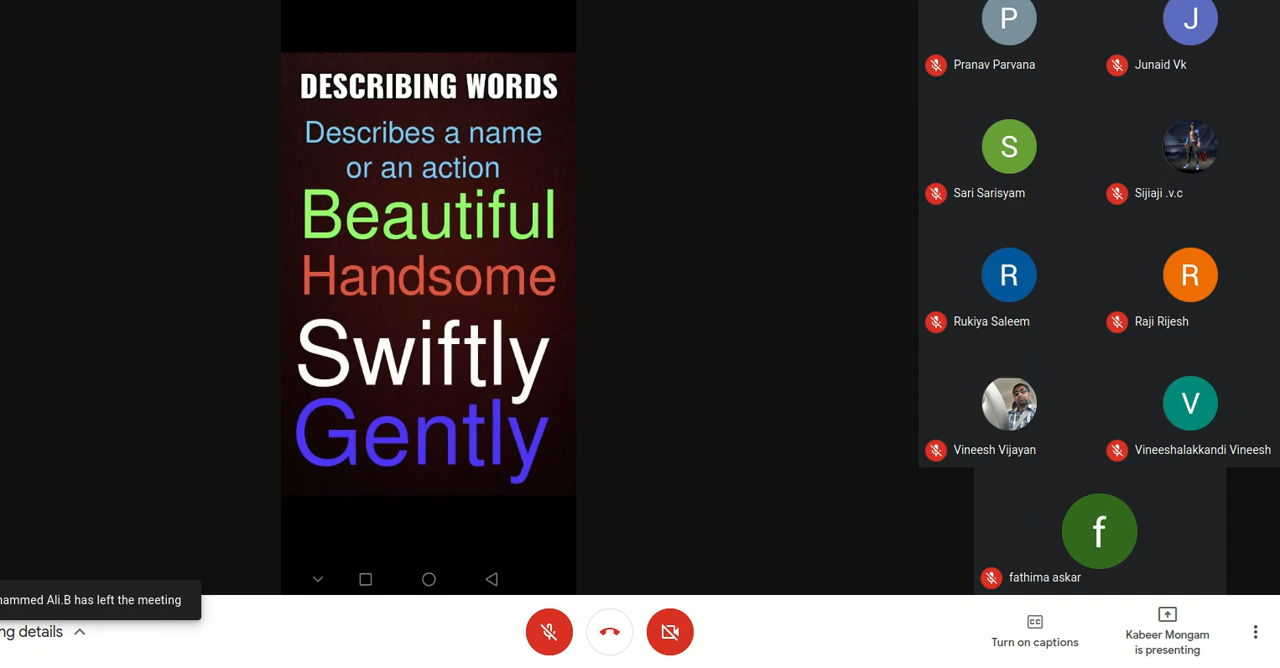 DESCRIBING WORDS
Describes a name
or an action
Beautiful
Handsome
Swiftly
Gently
P
Pranav Parvana
J
Junaid Vk
S
Sari Sarisyam
Sijiaji .v.c
R
Rukiya Saleem
R
Raji Rijesh
Vineesh Vijayan
V
Vineeshalakkandi Vineesh
f
fathima askar
ammed Ali.B has left the meeting
ng details
CC
Turn on captions
Kabeer Mongam
is presenting